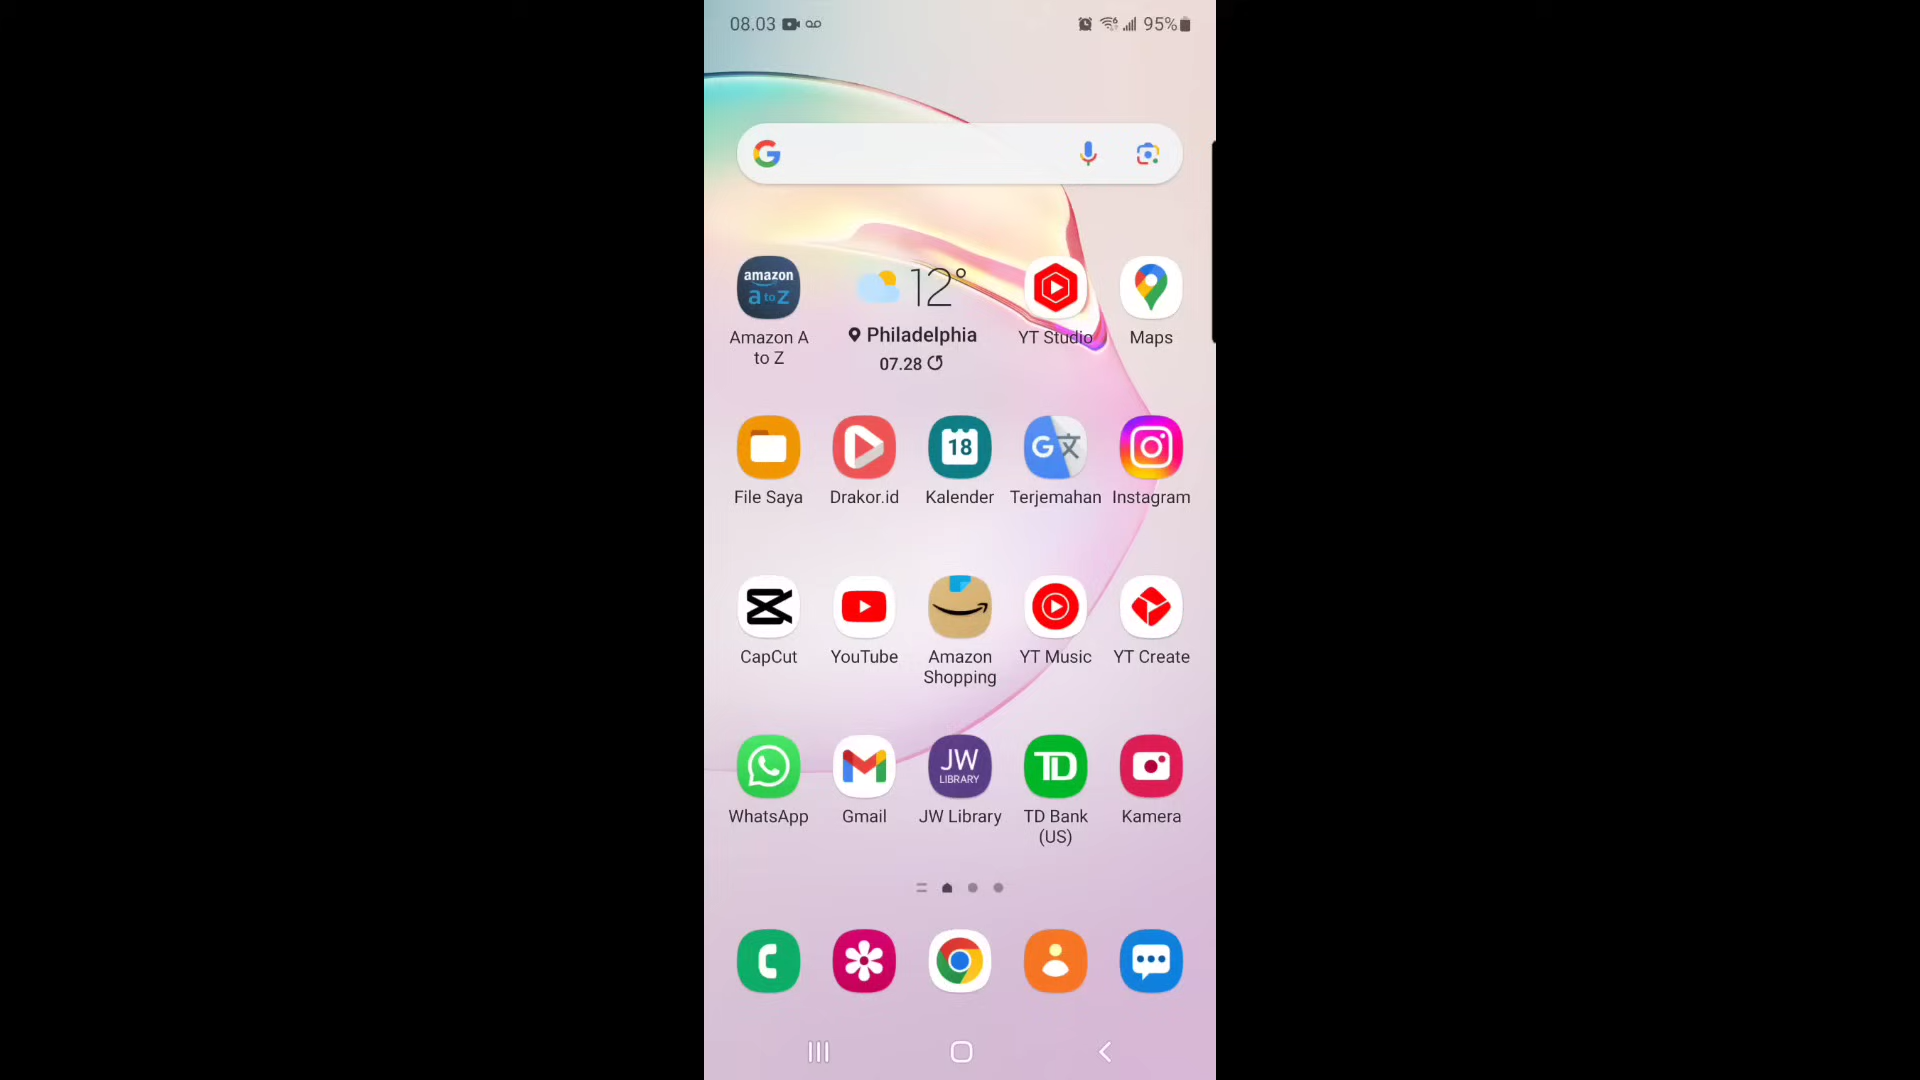 08.03
95%
amazon
a to Z
12°
Amazon A
to Z
Philadelphia
07.28
YT Studio
Maps
18
File Saya
Drakor.id
Kalender
Terjemahan
Instagram
CapCut
YouTube
Amazon
Shopping
YT Music
YT Create
JW
LIBRARY
TD
WhatsApp
Gmail
JW Library
TD Bank
(US)
Kamera